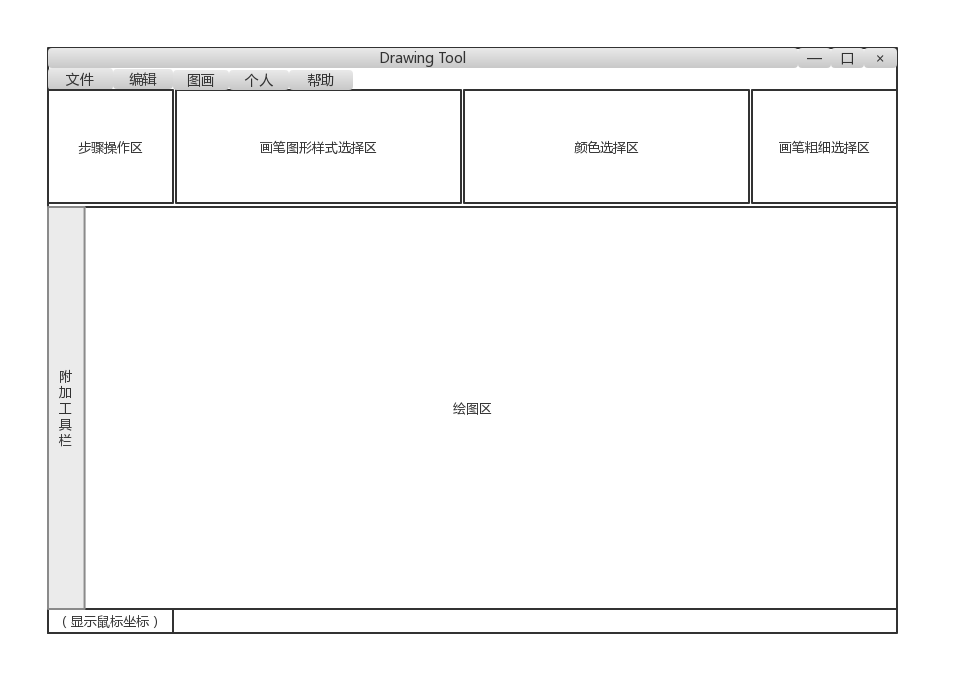 Drawing Tool — 口 ×
文件 编辑 图画 个人 帮助
步骤操作区 画笔图形样式选择区 颜色选择区 画笔粗细选择区
附加工具栏
绘图区
(显示鼠标坐标)